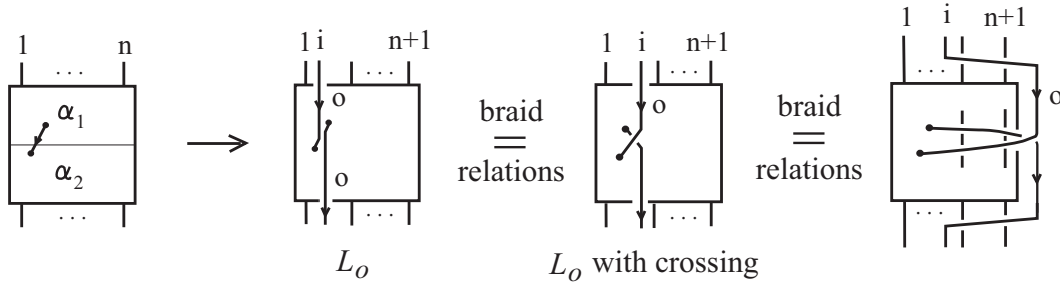 1 n
. . .
α1
α2
. . .
1 i n+1
. . .
o
o
. . .
Lo
braid
=
relations
1 i n+1
. . .
o
. . .
Lo with crossing
braid
=
relations
1 i n+1
. . .
o
. . .